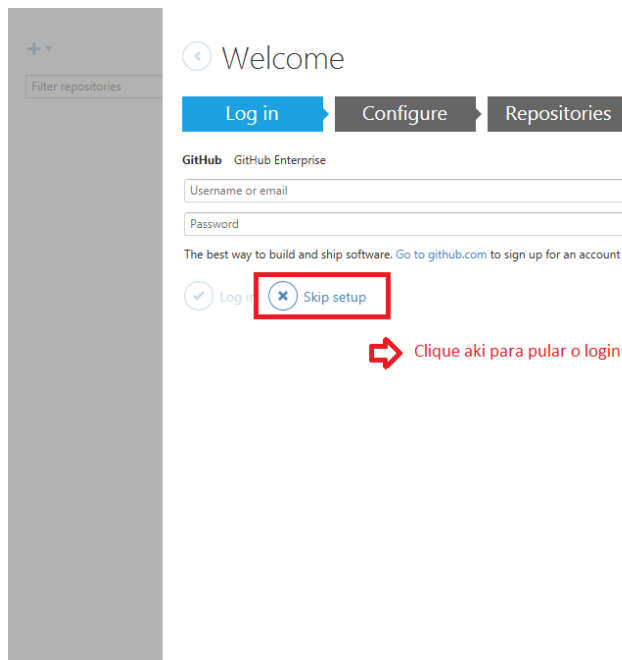 Filter repositories
Welcome
Log in Configure Repositories
GitHub GitHub Enterprise
Username or email
Password
The best way to build and ship software. Go to github.com to sign up for an account
Log in Skip setup
Clique aki para pular o login